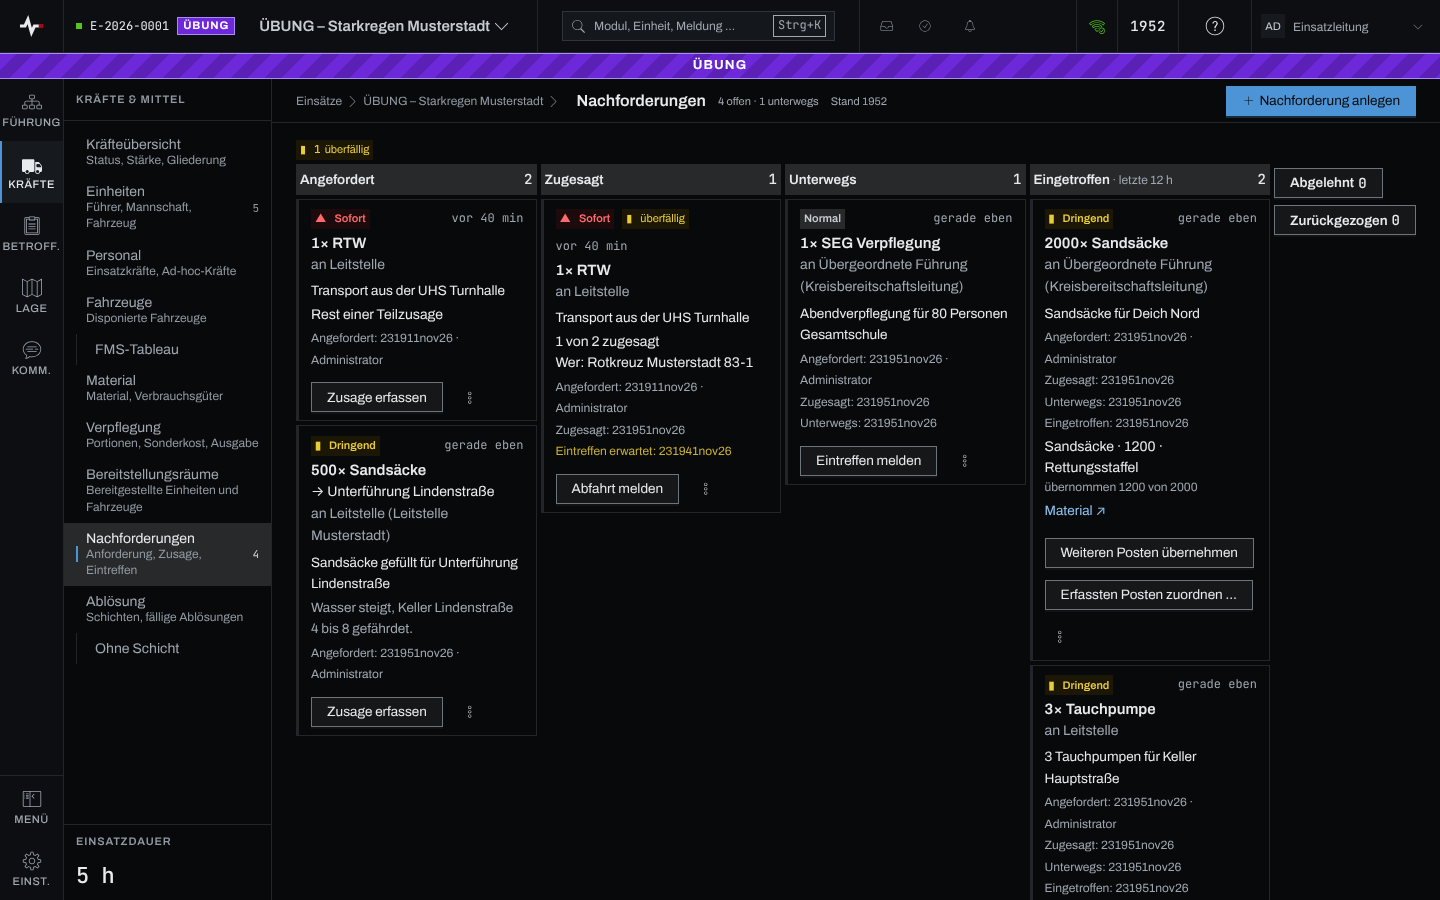 E-2026-0001 ÜBUNG
ÜBUNG – Starkregen Musterstadt
Modul, Einheit, Meldung ... Strg+K
1952
?
AD Einsatzleitung
ÜBUNG
FÜHRUNG
KRÄFTE
BETROFF.
LAGE
KOMM.
MENÜ
EINST.
KRÄFTE & MITTEL
Kräfteübersicht
Status, Stärke, Gliederung
Einheiten
Führer, Mannschaft,
Fahrzeug
5
Personal
Einsatzkräfte, Ad-hoc-Kräfte
Fahrzeuge
Disponierte Fahrzeuge
FMS-Tableau
Material
Material, Verbrauchsgüter
Verpflegung
Portionen, Sonderkost, Ausgabe
Bereitstellungsräume
Bereitgestellte Einheiten und
Fahrzeuge
Nachforderungen
Anforderung, Zusage,
Eintreffen
4
Ablösung
Schichten, fällige Ablösungen
Ohne Schicht
EINSATZDAUER
5 h
Einsätze > ÜBUNG – Starkregen Musterstadt > Nachforderungen 4 offen · 1 unterwegs Stand 1952
+ Nachforderung anlegen
1 überfällig
Angefordert 2
Sofort vor 40 min
1× RTW
an Leitstelle
Transport aus der UHS Turnhalle
Rest einer Teilzusage
Angefordert: 231911nov26 ·
Administrator
Zusage erfassen
Dringend gerade eben
500× Sandsäcke
→ Unterführung Lindenstraße
an Leitstelle (Leitstelle
Musterstadt)
Sandsäcke gefüllt für Unterführung
Lindenstraße
Wasser steigt, Keller Lindenstraße
4 bis 8 gefährdet.
Angefordert: 231951nov26 ·
Administrator
Zusage erfassen
Zugesagt 1
Sofort überfällig
vor 40 min
1× RTW
an Leitstelle
Transport aus der UHS Turnhalle
1 von 2 zugesagt
Wer: Rotkreuz Musterstadt 83-1
Angefordert: 231911nov26 ·
Administrator
Zugesagt: 231951nov26
Eintreffen erwartet: 231941nov26
Abfahrt melden
Unterwegs 1
Normal gerade eben
1× SEG Verpflegung
an Übergeordnete Führung
(Kreisbereitschaftsleitung)
Abendverpflegung für 80 Personen
Gesamtschule
Angefordert: 231951nov26 ·
Administrator
Zugesagt: 231951nov26
Unterwegs: 231951nov26
Eintreffen melden
Eingetroffen · letzte 12 h 2
Dringend gerade eben
2000× Sandsäcke
an Übergeordnete Führung
(Kreisbereitschaftsleitung)
Sandsäcke für Deich Nord
Angefordert: 231951nov26 ·
Administrator
Zugesagt: 231951nov26
Unterwegs: 231951nov26
Eingetroffen: 231951nov26
Sandsäcke · 1200 ·
Rettungsstaffel
übernommen 1200 von 2000
Material ↗
Weiteren Posten übernehmen
Erfassten Posten zuordnen ...
Dringend gerade eben
3× Tauchpumpe
an Leitstelle
3 Tauchpumpen für Keller
Hauptstraße
Angefordert: 231951nov26 ·
Administrator
Zugesagt: 231951nov26
Unterwegs: 231951nov26
Eingetroffen: 231951nov26
Abgelehnt 0
Zurückgezogen 0